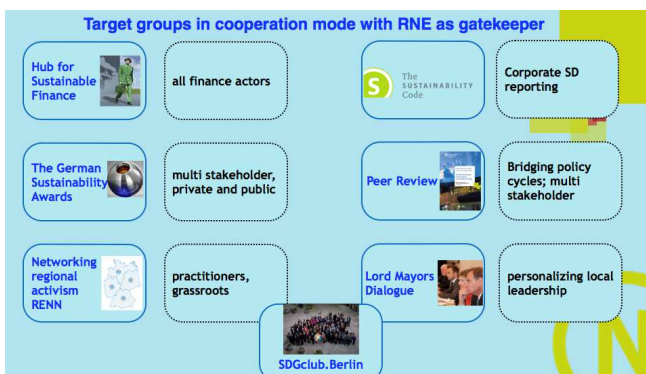 Target groups in cooperation mode with RNE as gatekeeper
Hub for
Sustainable
Finance
all finance actors
S
The
SUSTAINABILITY
Code
Corporate SD
reporting
The German
Sustainability
Awards
multi stakeholder,
private and public
Peer Review
Bridging policy
cycles; multi
stakeholder
Networking
regional
activism
RENN
practitioners,
grassroots
Lord Mayors
Dialogue
personalizing local
leadership
SDGclub.Berlin
N